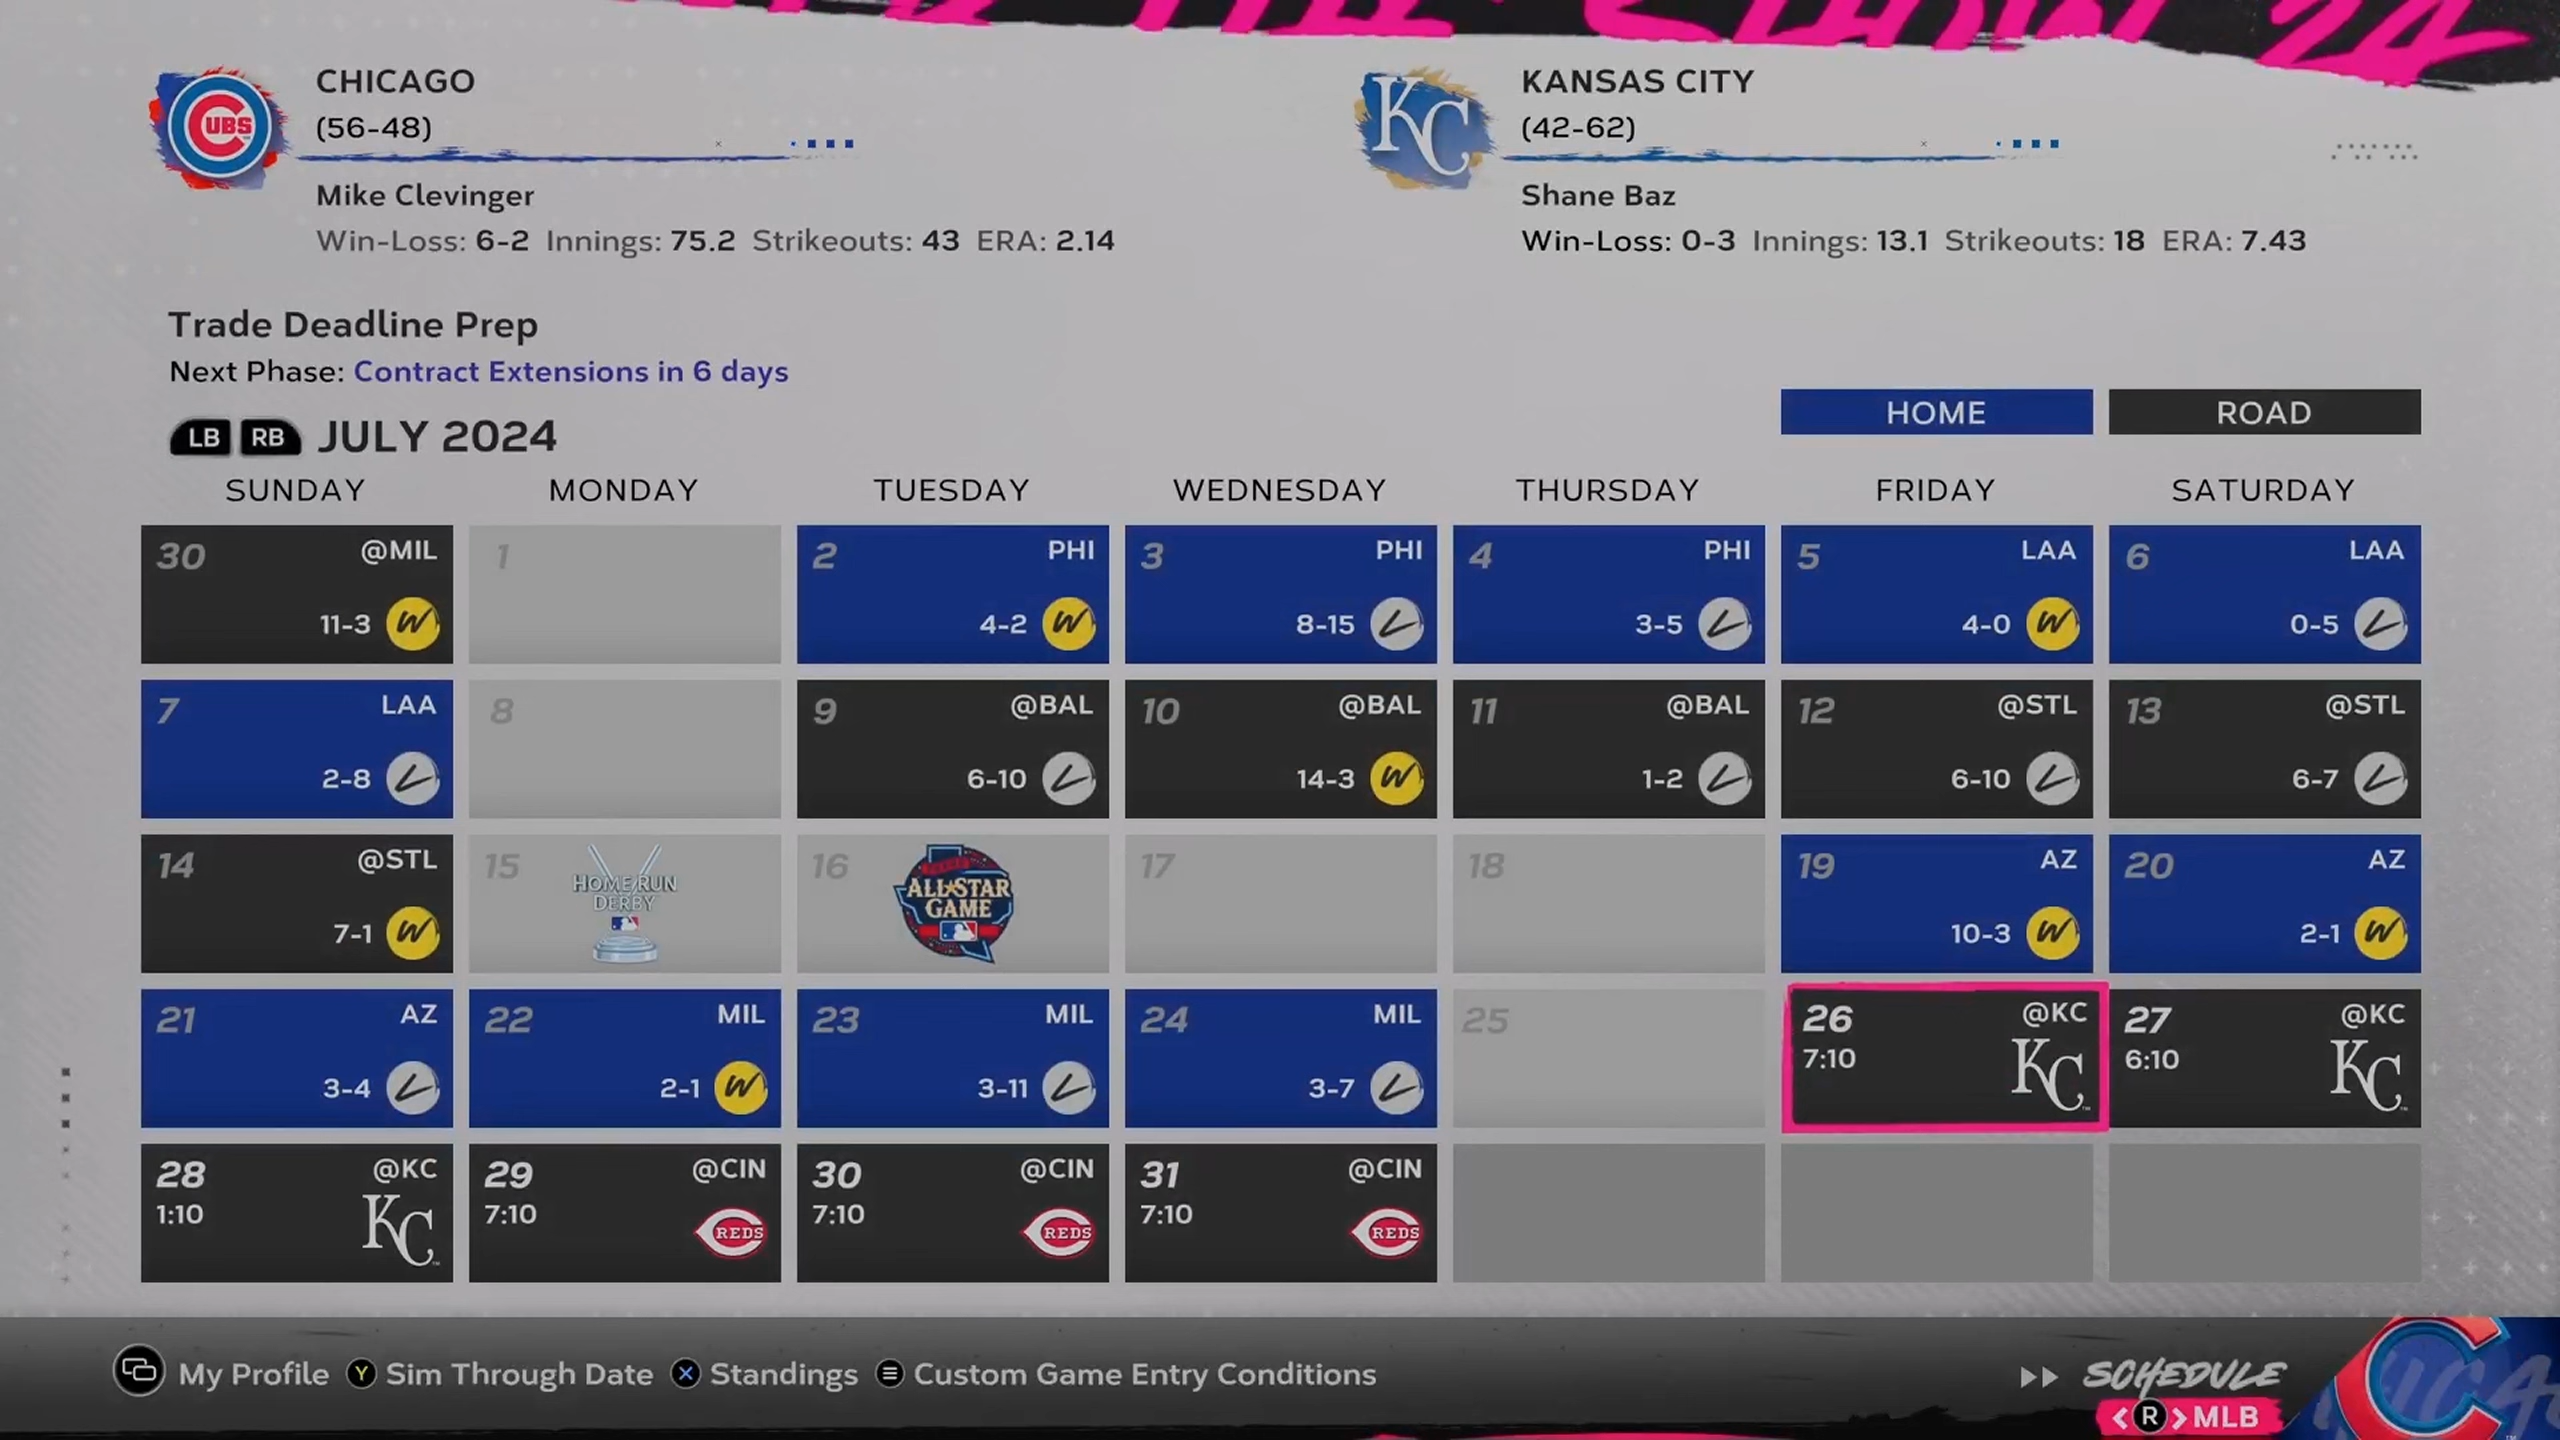 THE SHOW 24
CHICAGO
(56-48)
Mike Clevinger
Win-Loss: 6-2 Innings: 75.2 Strikeouts: 43 ERA: 2.14
KANSAS CITY
(42-62)
Shane Baz
Win-Loss: 0-3 Innings: 13.1 Strikeouts: 18 ERA: 7.43
CUBS
KC
Trade Deadline Prep
Next Phase: Contract Extensions in 6 days
HOME ROAD
LB RB JULY 2024
SUNDAY MONDAY TUESDAY WEDNESDAY THURSDAY FRIDAY SATURDAY
30 @MIL 1 2 PHI 3 PHI 4 PHI 5 LAA 6 LAA
11-3 W 4-2 W 8-15 L 3-5 L 4-0 W 0-5 L
7 LAA 8 9 @BAL 10 @BAL 11 @BAL 12 @STL 13 @STL
2-8 L 6-10 L 14-3 W 1-2 L 6-10 L 6-7 L
14 @STL 15 16 17 18 19 AZ 20 AZ
HOME RUN ALL STAR
DERBY GAME
7-1 W 10-3 W 2-1 W
21 AZ 22 MIL 23 MIL 24 MIL 25 26 @KC 27 @KC
7:10 KC 6:10 KC
3-4 L 2-1 W 3-11 L 3-7 L
28 @KC 29 @CIN 30 @CIN 31 @CIN
1:10 KC 7:10 REDS 7:10 REDS 7:10 REDS
My Profile Y Sim Through Date X Standings Custom Game Entry Conditions
SCHEDULE
R MLB